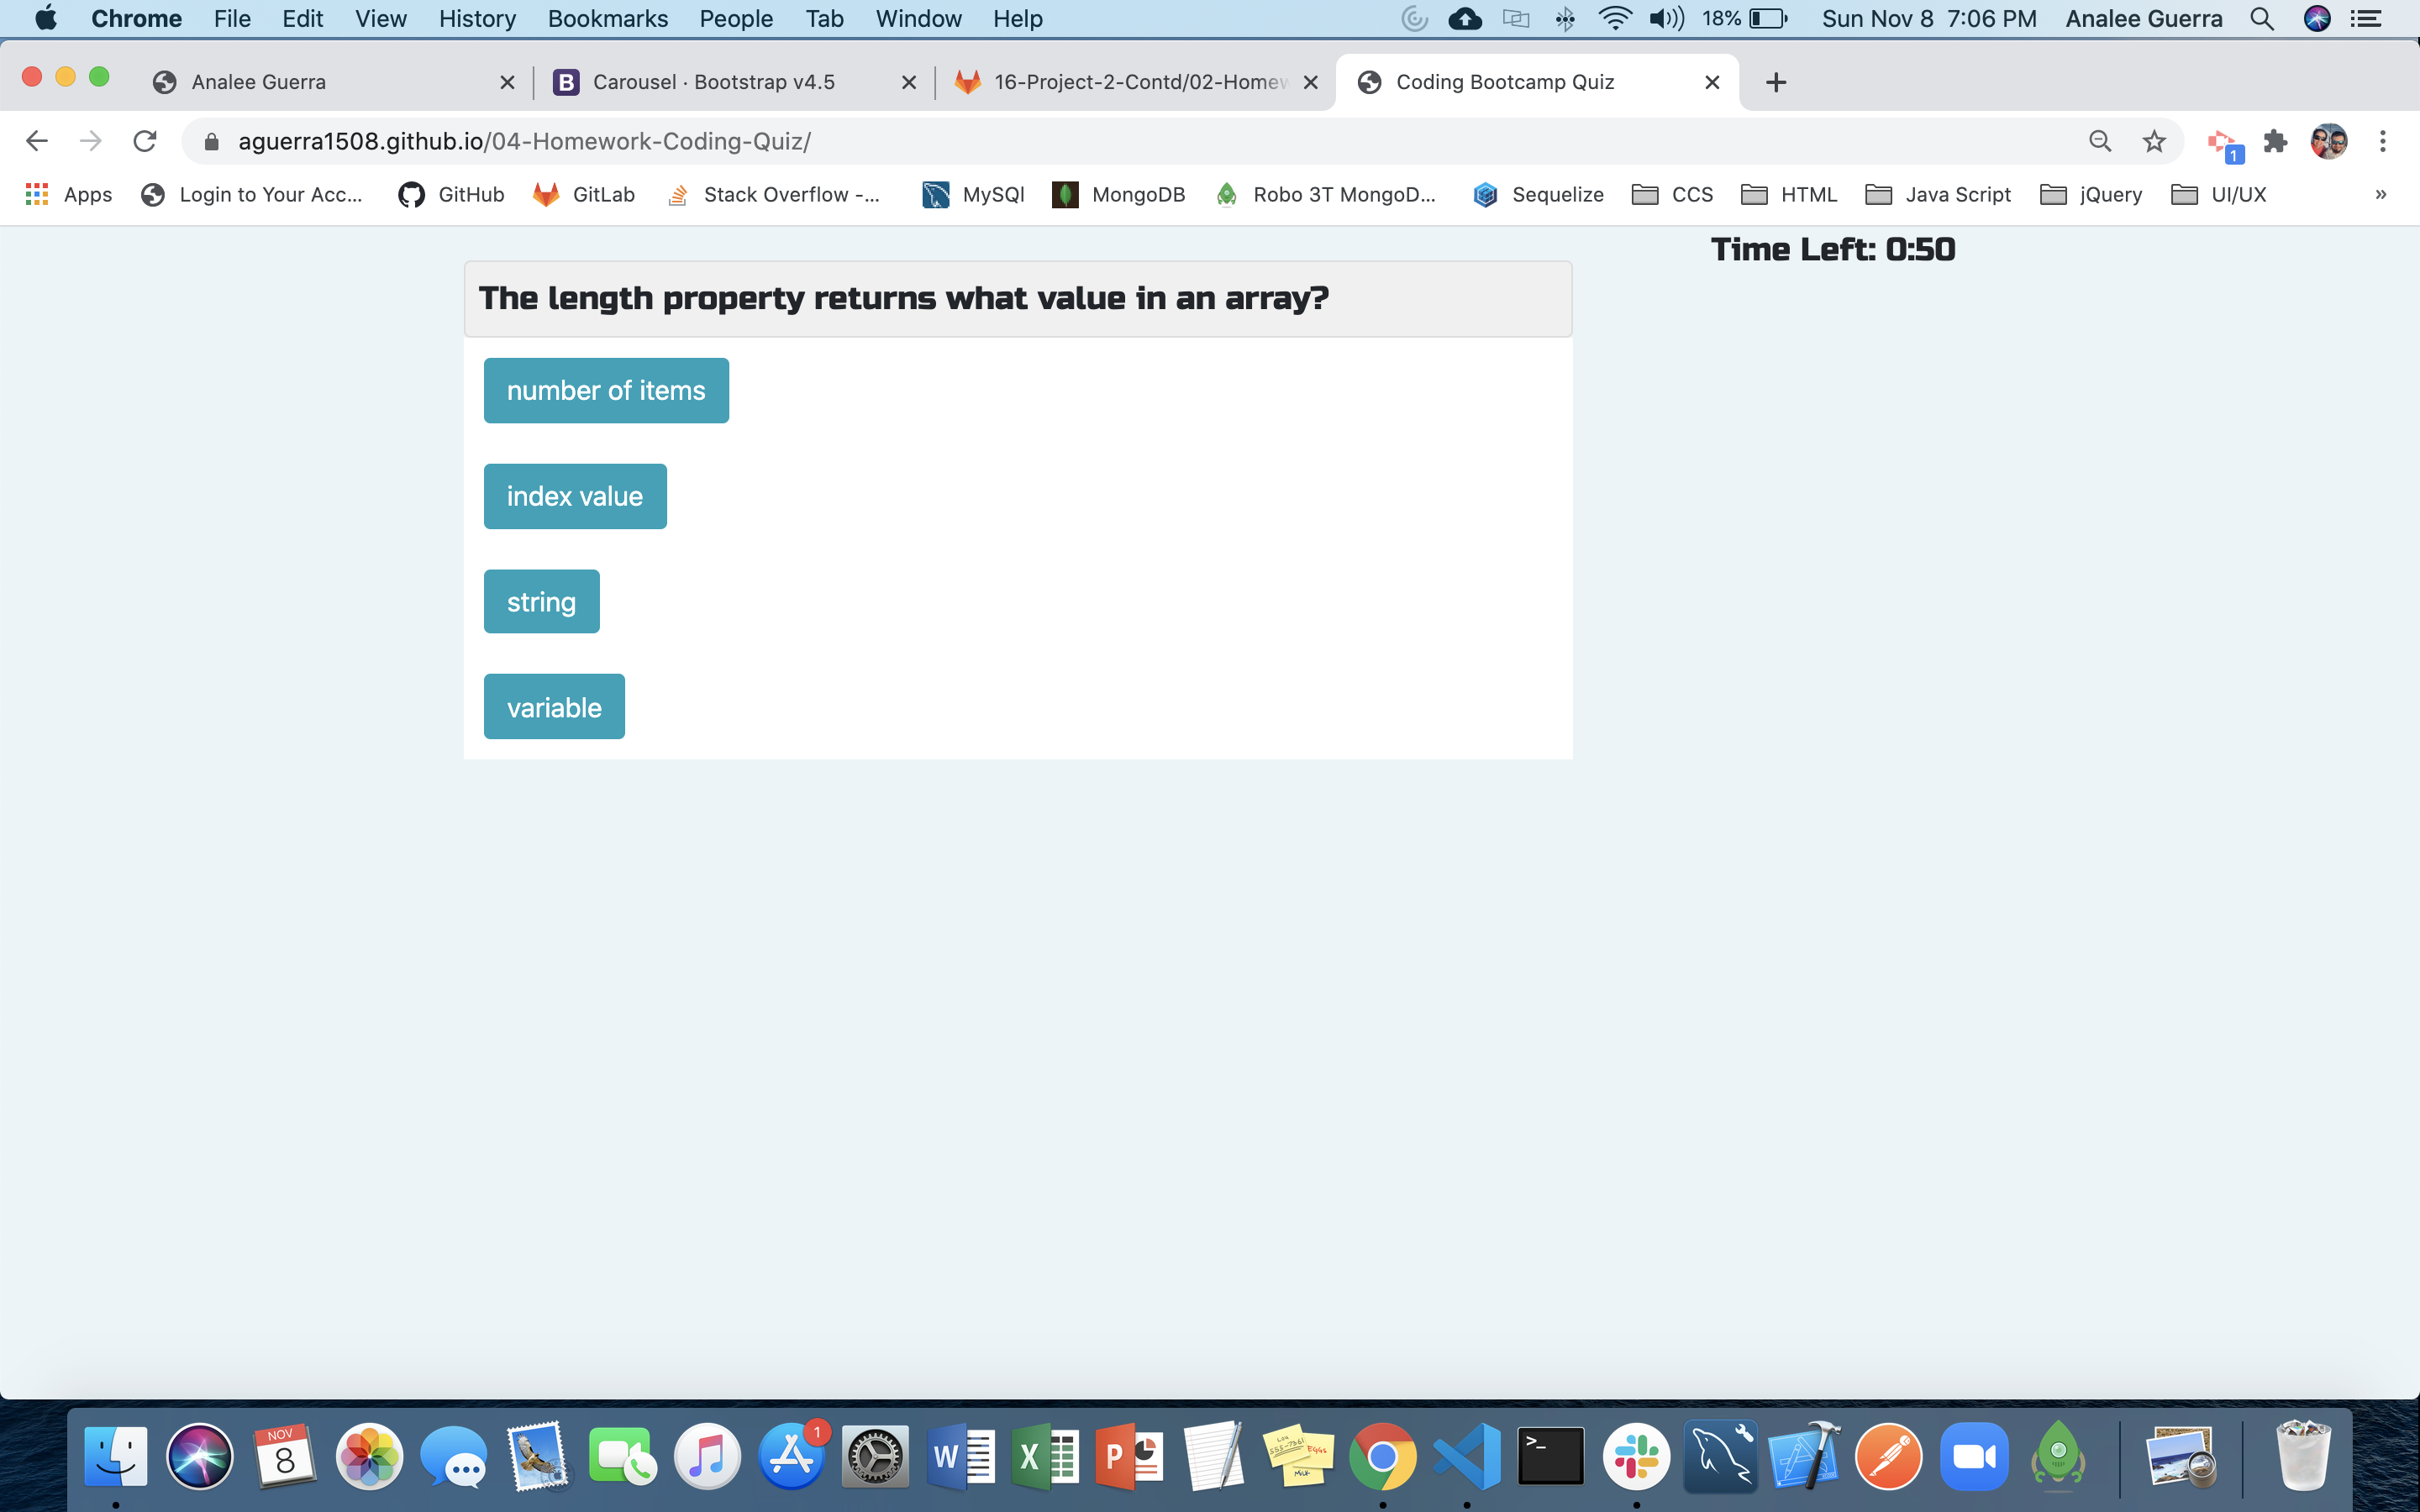 Chrome File Edit View History Bookmarks People Tab Window Help 18% Sun Nov 8 7:06 PM Analee Guerra
Analee Guerra B Carousel · Bootstrap v4.5 16-Project-2-Contd/02-Homew Coding Bootcamp Quiz
aguerra1508.github.io/04-Homework-Coding-Quiz/ 1
Apps Login to Your Acc... GitHub GitLab Stack Overflow -... MySQl MongoDB Robo 3T MongoD... Sequelize CCS HTML Java Script jQuery UI/UX »
Time Left: 0:50
The length property returns what value in an array?
number of items
index value
string
variable
NOV 8 1 W X P >_